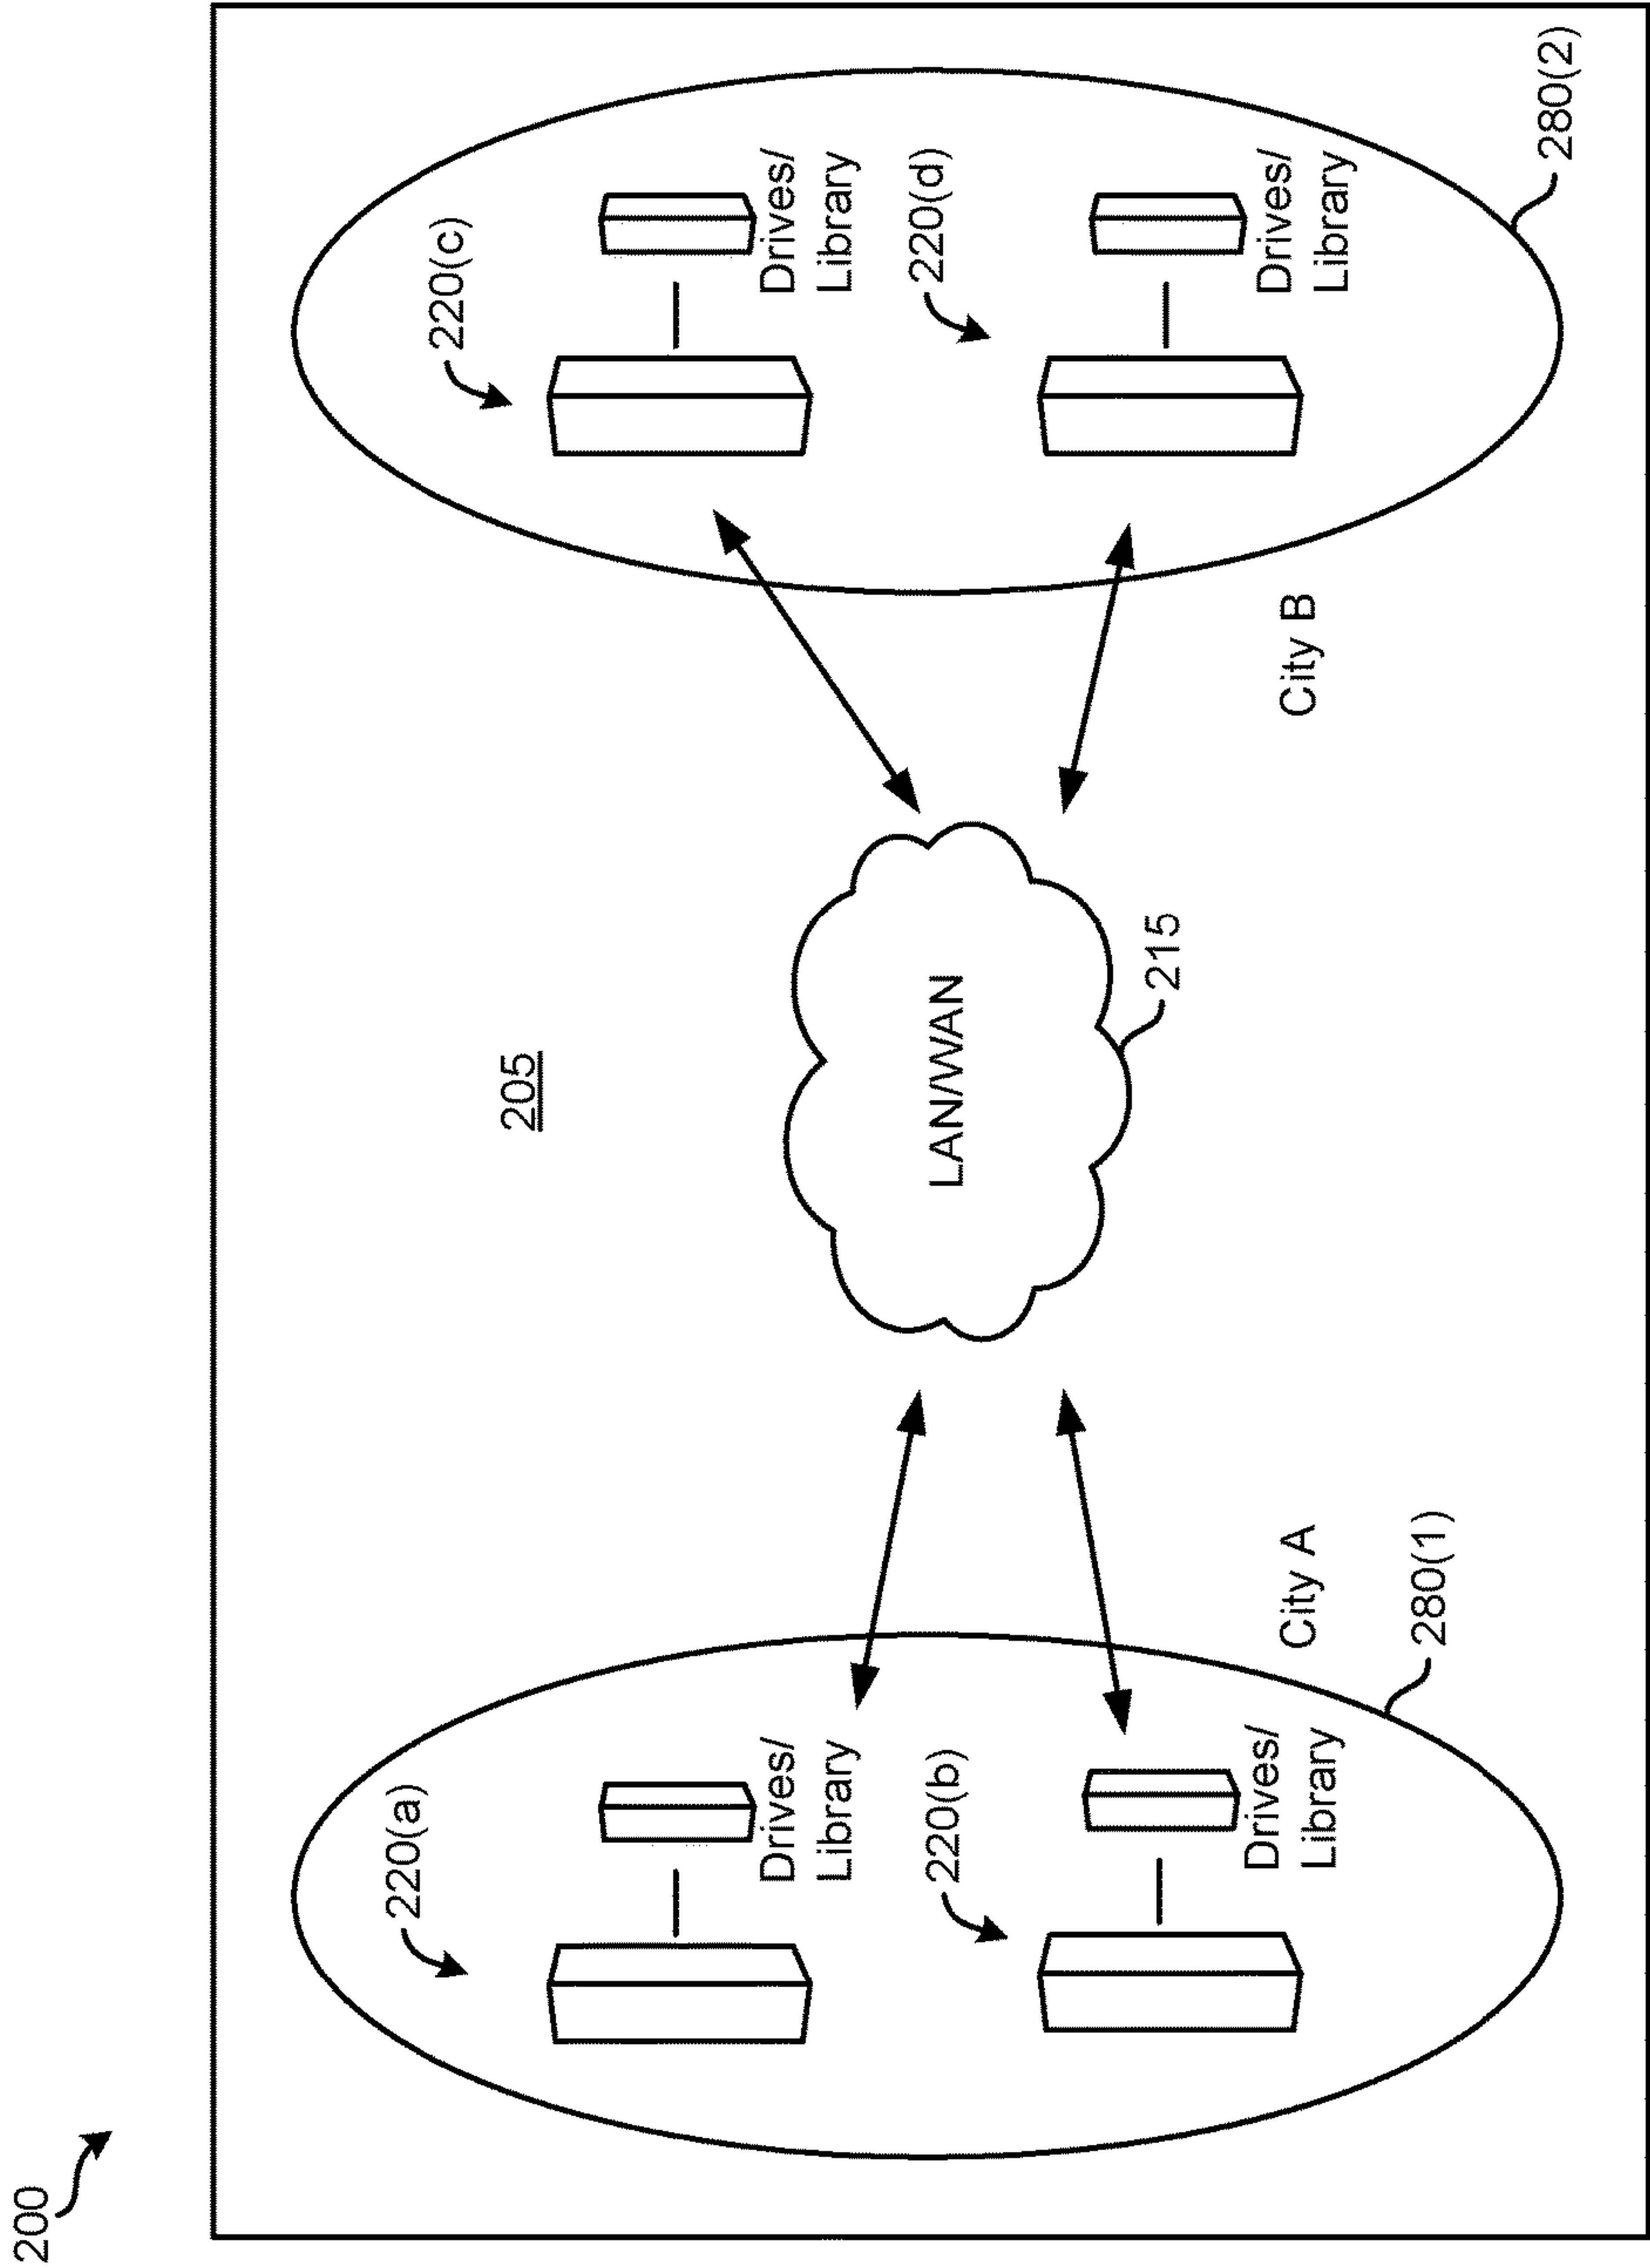 200
205
220(a)
Drives/
Library
220(b)
Drives/
Library
City A
280(1)
LAN/WAN
215
220(c)
Drives/
Library
220(d)
Drives/
Library
City B
280(2)